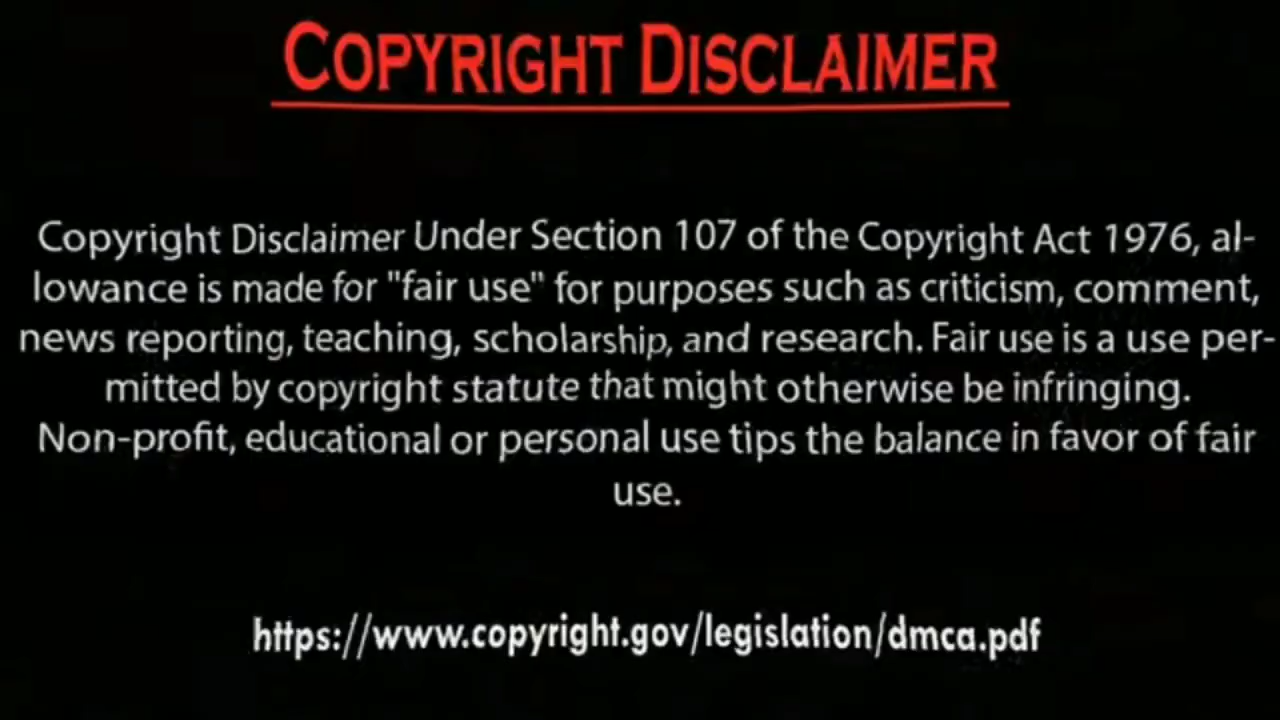 COPYRIGHT DISCLAIMER
Copyright Disclaimer Under Section 107 of the Copyright Act 1976, al-
lowance is made for "fair use" for purposes such as criticism, comment,
news reporting, teaching, scholarship, and research. Fair use is a use per-
mitted by copyright statute that might otherwise be infringing.
Non-profit, educational or personal use tips the balance in favor of fair
use.
https://www.copyright.gov/legislation/dmca.pdf